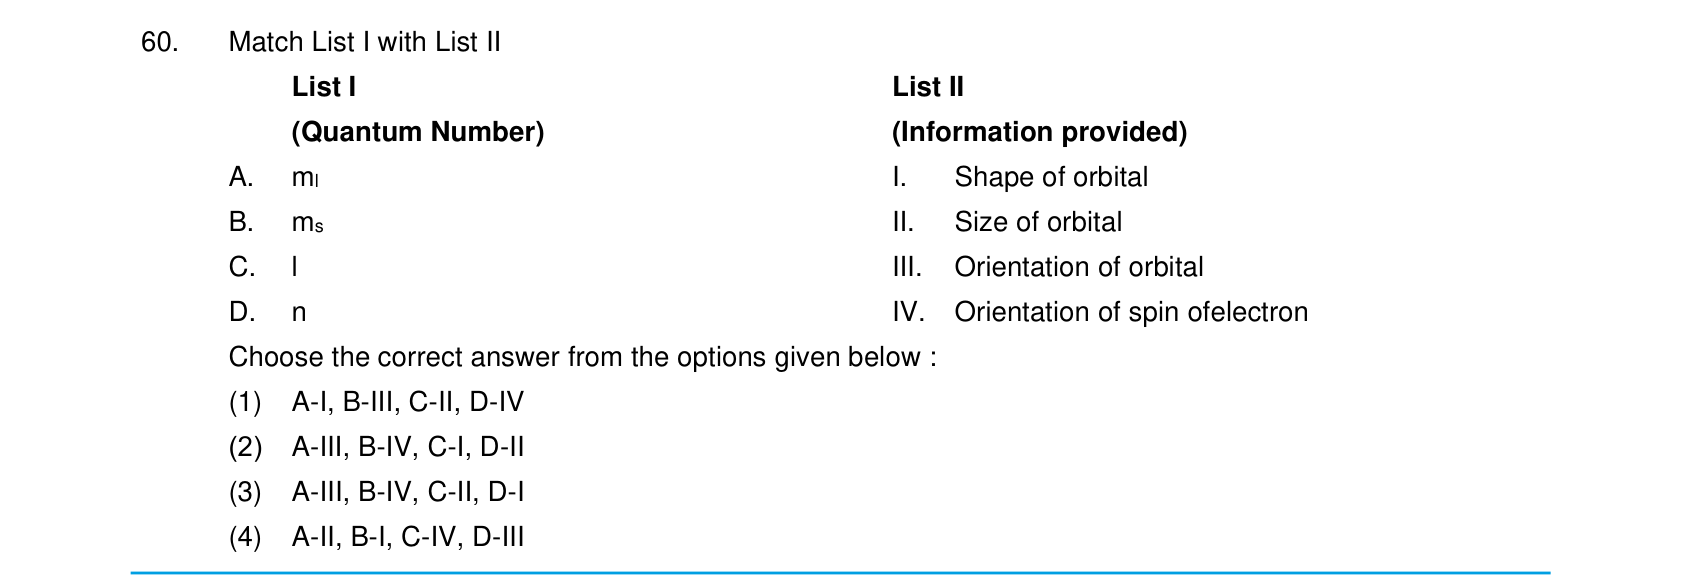 60. Match List I with List II
List I List II
(Quantum Number) (Information provided)
A. ml I. Shape of orbital
B. ms II. Size of orbital
C. l III. Orientation of orbital
D. n IV. Orientation of spin ofelectron
Choose the correct answer from the options given below :
(1) A-I, B-III, C-II, D-IV
(2) A-III, B-IV, C-I, D-II
(3) A-III, B-IV, C-II, D-I
(4) A-II, B-I, C-IV, D-III